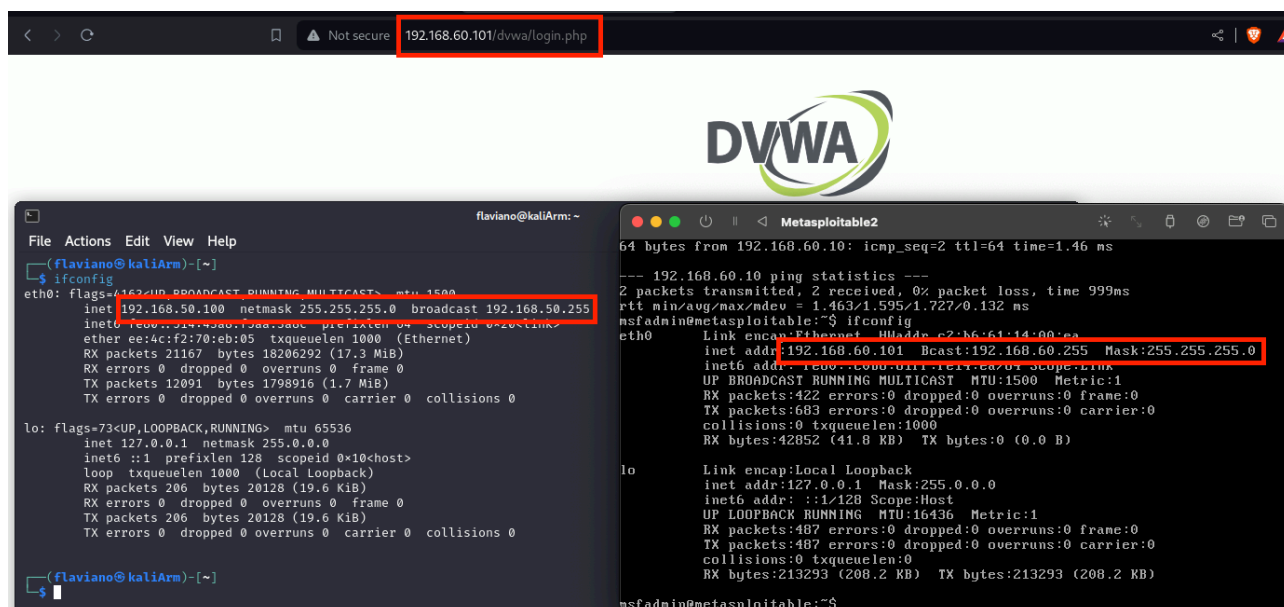 Not secure 192.168.60.101/dvwa/login.php
DVWA
flaviano@kaliArm: ~
File Actions Edit View Help
┌──(flaviano㉿kaliArm)-[~]
└─$ ifconfig
eth0: flags=4163<UP,BROADCAST,RUNNING,MULTICAST> mtu 1500
inet 192.168.50.100 netmask 255.255.255.0 broadcast 192.168.50.255
inet6 prefixlen 64 scopeid 0×20<link>
ether ee:4c:f2:70:eb:05 txqueuelen 1000 (Ethernet)
RX packets 21167 bytes 18206292 (17.3 MiB)
RX errors 0 dropped 0 overruns 0 frame 0
TX packets 12091 bytes 1798916 (1.7 MiB)
TX errors 0 dropped 0 overruns 0 carrier 0 collisions 0
lo: flags=73<UP,LOOPBACK,RUNNING> mtu 65536
inet 127.0.0.1 netmask 255.0.0.0
inet6 ::1 prefixlen 128 scopeid 0×10<host>
loop txqueuelen 1000 (Local Loopback)
RX packets 206 bytes 20128 (19.6 KiB)
RX errors 0 dropped 0 overruns 0 frame 0
TX packets 206 bytes 20128 (19.6 KiB)
TX errors 0 dropped 0 overruns 0 carrier 0 collisions 0
┌──(flaviano㉿kaliArm)-[~]
└─$
Metasploitable2
64 bytes from 192.168.60.10: icmp_seq=2 ttl=64 time=1.46 ms
--- 192.168.60.10 ping statistics ---
2 packets transmitted, 2 received, 0% packet loss, time 999ms
rtt min/avg/max/mdev = 1.463/1.595/1.727/0.132 ms
msfadmin@metasploitable:~$ ifconfig
eth0 Link encap:Ethernet HWaddr c2:b6:61:14:00:ea
inet addr:192.168.60.101 Bcast:192.168.60.255 Mask:255.255.255.0
inet6 addr: Scope:Link
UP BROADCAST RUNNING MULTICAST MTU:1500 Metric:1
RX packets:422 errors:0 dropped:0 overruns:0 frame:0
TX packets:683 errors:0 dropped:0 overruns:0 carrier:0
collisions:0 txqueuelen:1000
RX bytes:42852 (41.8 KB) TX bytes:0 (0.0 B)
lo Link encap:Local Loopback
inet addr:127.0.0.1 Mask:255.0.0.0
inet6 addr: ::1/128 Scope:Host
UP LOOPBACK RUNNING MTU:16436 Metric:1
RX packets:487 errors:0 dropped:0 overruns:0 frame:0
TX packets:487 errors:0 dropped:0 overruns:0 carrier:0
collisions:0 txqueuelen:0
RX bytes:213293 (208.2 KB) TX bytes:213293 (208.2 KB)
msfadmin@metasploitable:~$